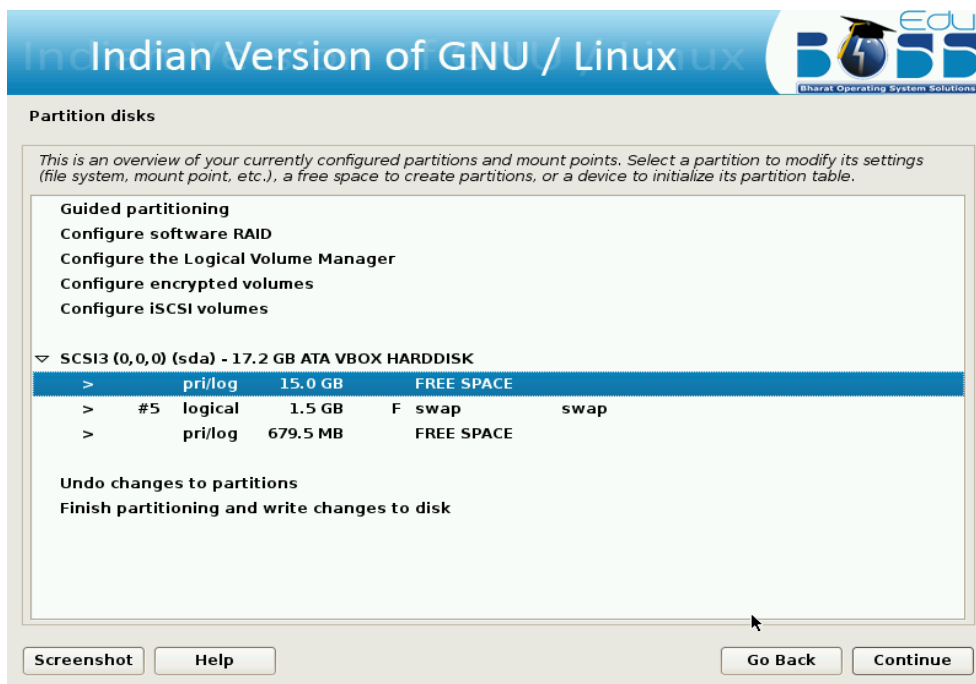 Indian Version of GNU / Linux
Edu
BOSS
Bharat Operating System Solutions
Partition disks
This is an overview of your currently configured partitions and mount points. Select a partition to modify its settings
(file system, mount point, etc.), a free space to create partitions, or a device to initialize its partition table.
Guided partitioning
Configure software RAID
Configure the Logical Volume Manager
Configure encrypted volumes
Configure iSCSI volumes
SCSI3 (0,0,0) (sda) - 17.2 GB ATA VBOX HARDDISK
> pri/log 15.0 GB FREE SPACE
> #5 logical 1.5 GB F swap swap
> pri/log 679.5 MB FREE SPACE
Undo changes to partitions
Finish partitioning and write changes to disk
Screenshot Help Go Back Continue